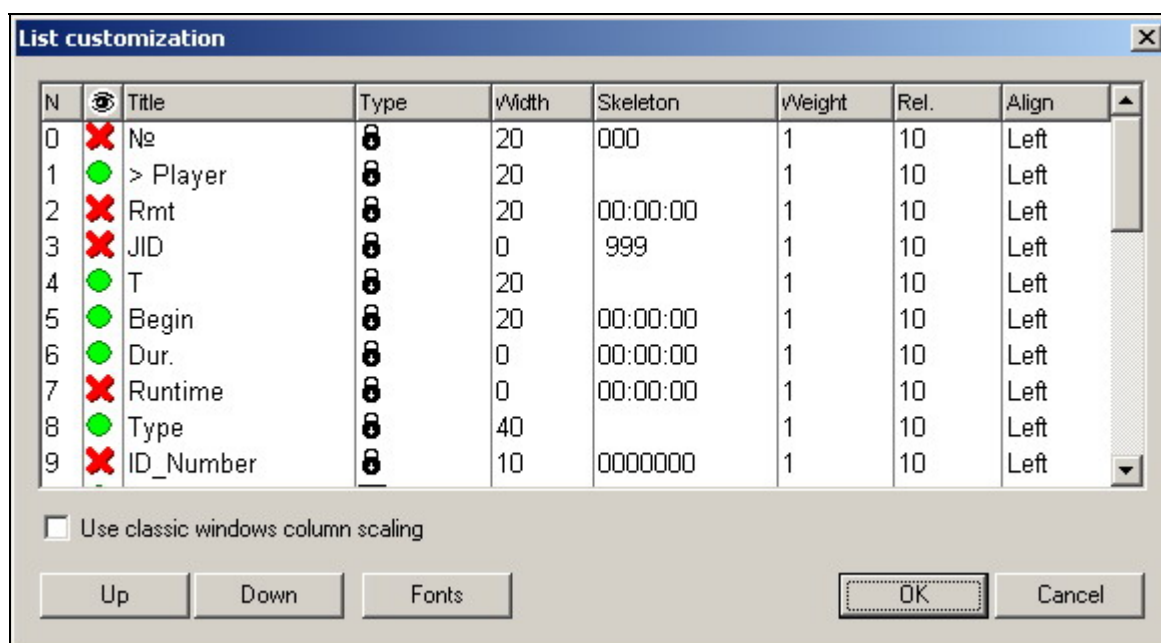 List customization
N Title Type Width Skeleton Weight Rel. Align
0 № 20 000 1 10 Left
1 > Player 20 1 10 Left
2 Rmt 20 00:00:00 1 10 Left
3 JID 0 999 1 10 Left
4 T 20 1 10 Left
5 Begin 20 00:00:00 1 10 Left
6 Dur. 0 00:00:00 1 10 Left
7 Runtime 0 00:00:00 1 10 Left
8 Type 40 1 10 Left
9 ID_Number 10 0000000 1 10 Left
Use classic windows column scaling
Up Down Fonts OK Cancel